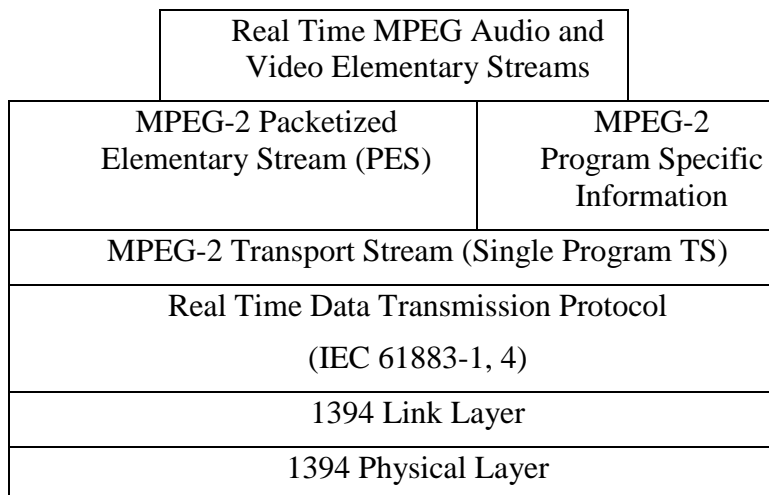 Real Time MPEG Audio and
Video Elementary Streams
MPEG-2 Packetized
Elementary Stream (PES)
MPEG-2
Program Specific
Information
MPEG-2 Transport Stream (Single Program TS)
Real Time Data Transmission Protocol
(IEC 61883-1, 4)
1394 Link Layer
1394 Physical Layer